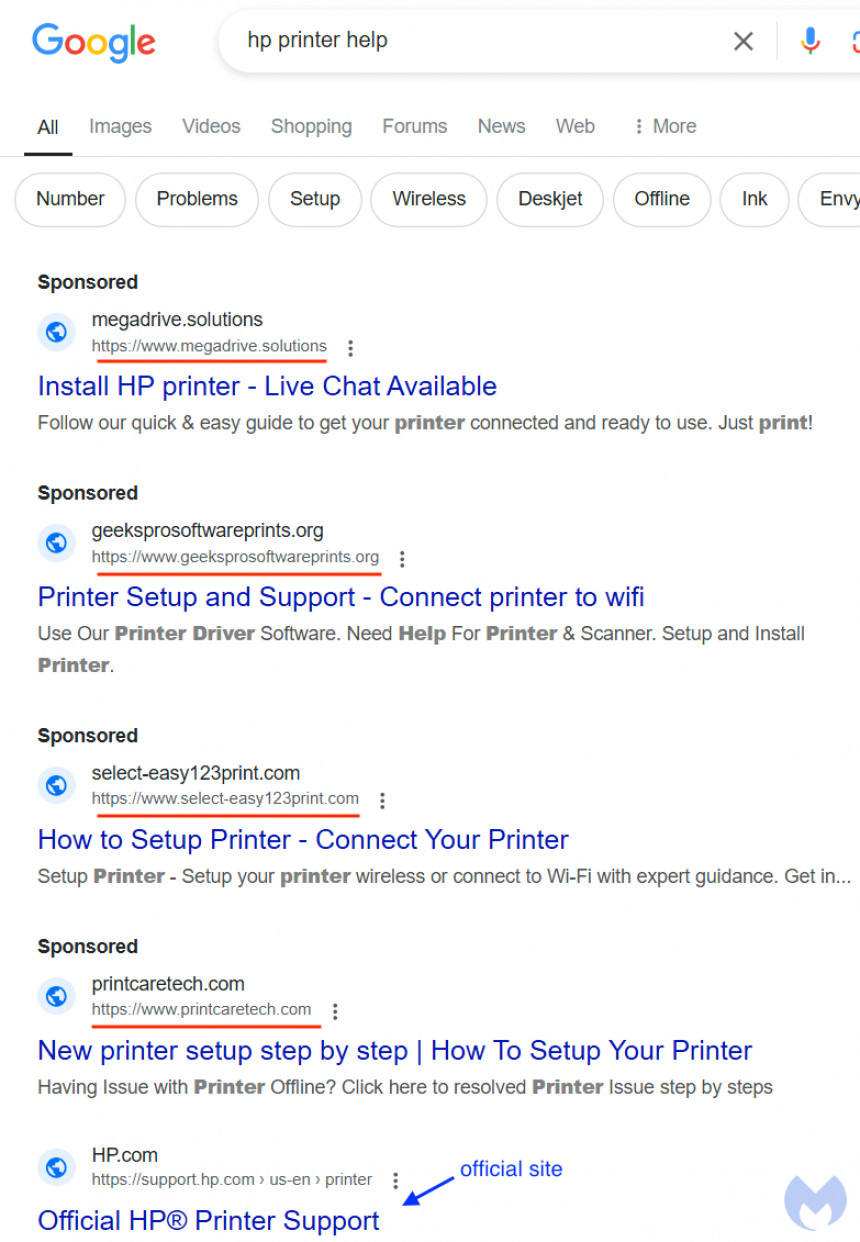 Google
hp printer help
All Images Videos Shopping Forums News Web More
Number Problems Setup Wireless Deskjet Offline Ink Envy
Sponsored
megadrive.solutions
https://www.megadrive.solutions
Install HP printer - Live Chat Available
Follow our quick & easy guide to get your printer connected and ready to use. Just print!
Sponsored
geeksprosoftwareprints.org
https://www.geeksprosoftwareprints.org
Printer Setup and Support - Connect printer to wifi
Use Our Printer Driver Software. Need Help For Printer & Scanner. Setup and Install
Printer.
Sponsored
select-easy123print.com
https://www.select-easy123print.com
How to Setup Printer - Connect Your Printer
Setup Printer - Setup your printer wireless or connect to Wi-Fi with expert guidance. Get in...
Sponsored
printcaretech.com
https://www.printcaretech.com
New printer setup step by step | How To Setup Your Printer
Having Issue with Printer Offline? Click here to resolved Printer Issue step by steps
HP.com
https://support.hp.com › us-en › printer
official site
Official HP® Printer Support